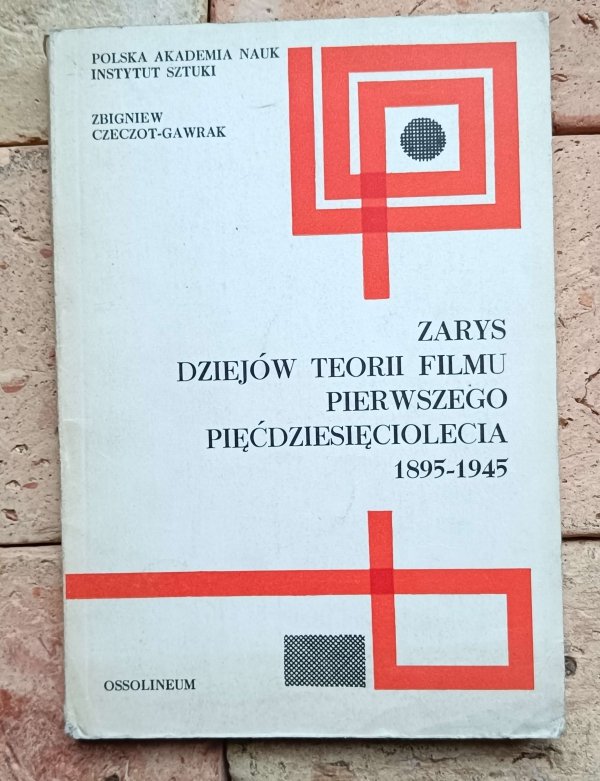 POLSKA AKADEMIA NAUK
INSTYTUT SZTUKI
ZBIGNIEW
CZECZOT-GAWRAK
ZARYS
DZIEJÓW TEORII FILMU
PIERWSZEGO
PIĘĆDZIESIĘCIOLECIA
1895-1945
OSSOLINEUM